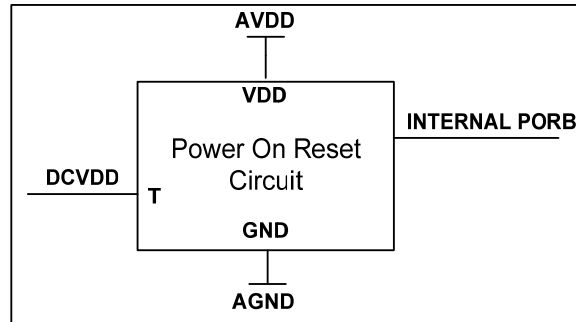 AVDD
VDD
INTERNAL PORB
Power On Reset
Circuit
DCVDD
T
GND
AGND